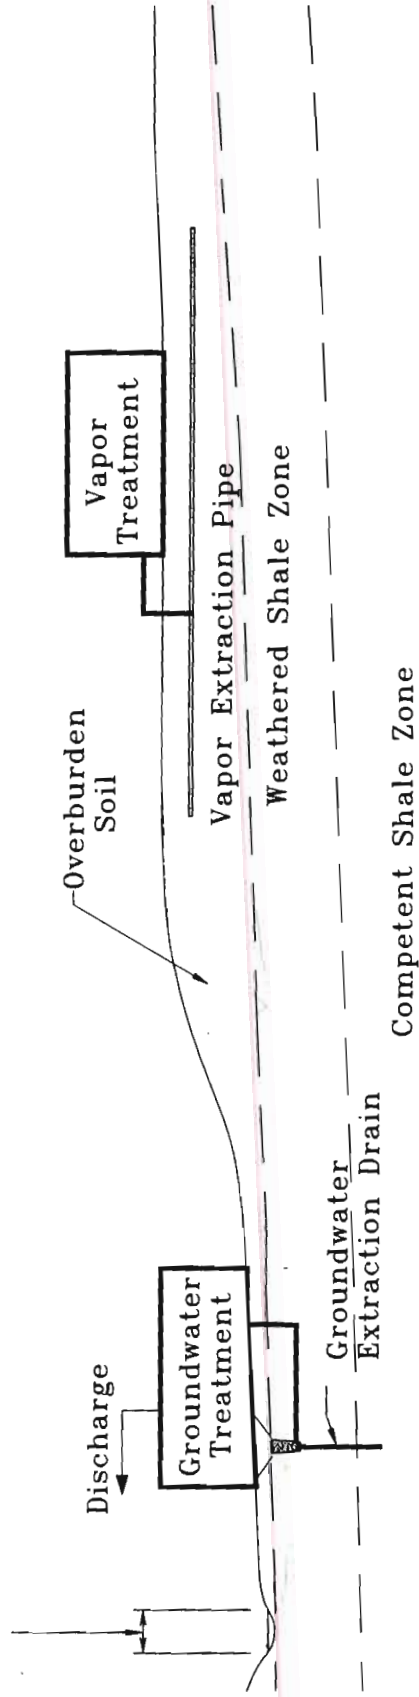 Discharge
Groundwater
Treatment
Overburden
Soil
Vapor
Treatment
Vapor Extraction Pipe
Weathered Shale Zone
Groundwater
Extraction Drain
Competent Shale Zone